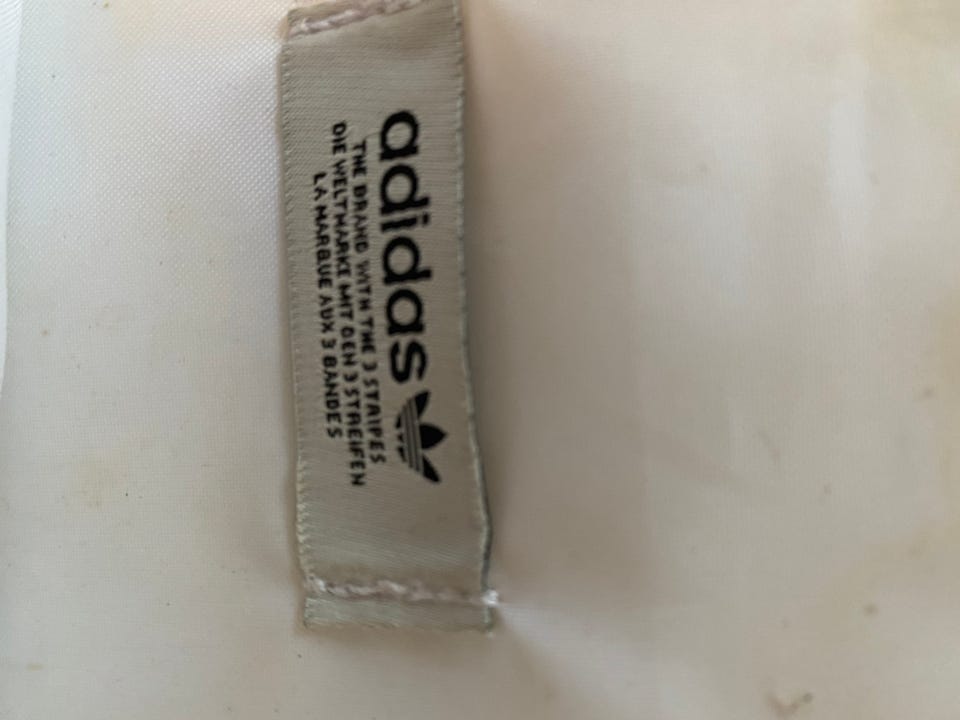 adidas
THE BRAND WITH THE 3 STRIPES
DIE WELTMARKE MIT DEN 3 STREIFEN
LA MARQUE AUX 3 BANDES